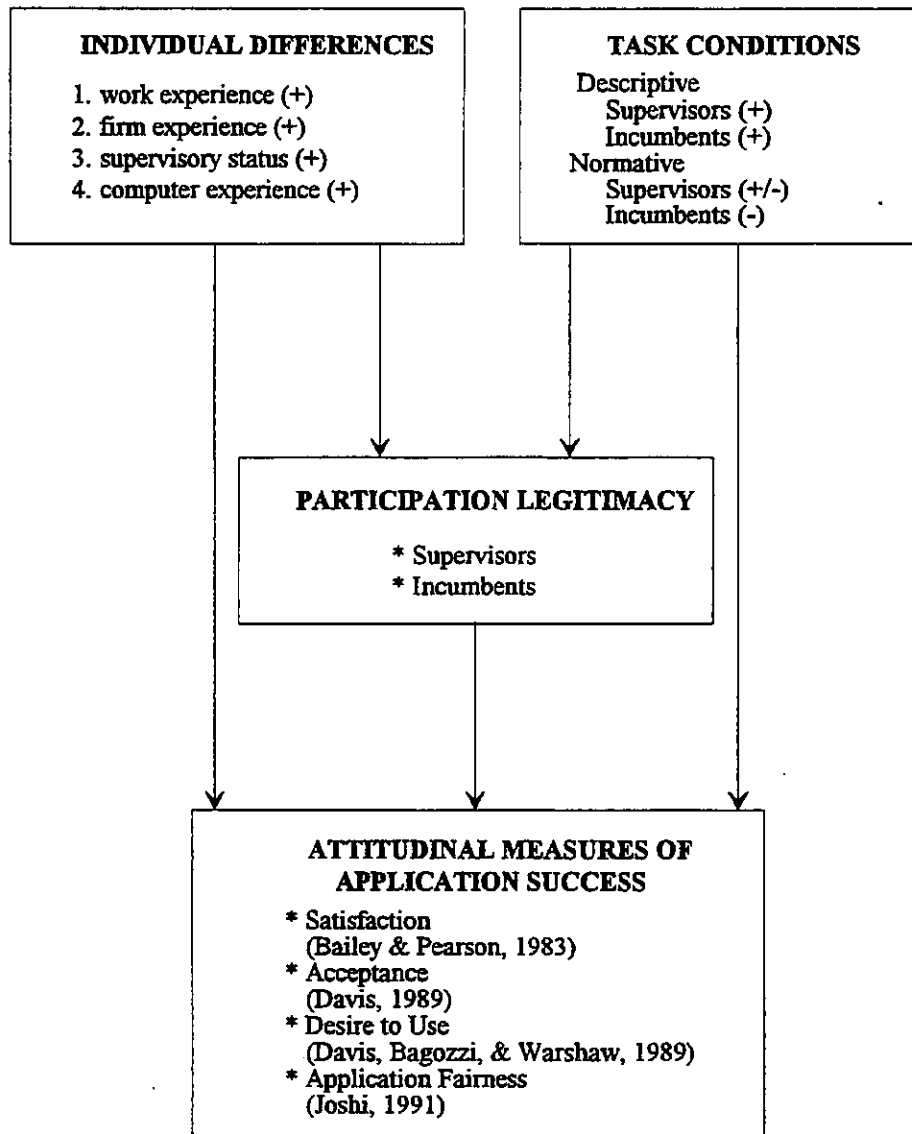 INDIVIDUAL DIFFERENCES
1. work experience (+)
2. firm experience (+)
3. supervisory status (+)
4. computer experience (+)
TASK CONDITIONS
Descriptive
Supervisors (+)
Incumbents (+)
Normative
Supervisors (+/-)
Incumbents (-)
PARTICIPATION LEGITIMACY
* Supervisors
* Incumbents
ATTITUDINAL MEASURES OF
APPLICATION SUCCESS
* Satisfaction
(Bailey & Pearson, 1983)
* Acceptance
(Davis, 1989)
* Desire to Use
(Davis, Bagozzi, & Warshaw, 1989)
* Application Fairness
(Joshi, 1991)